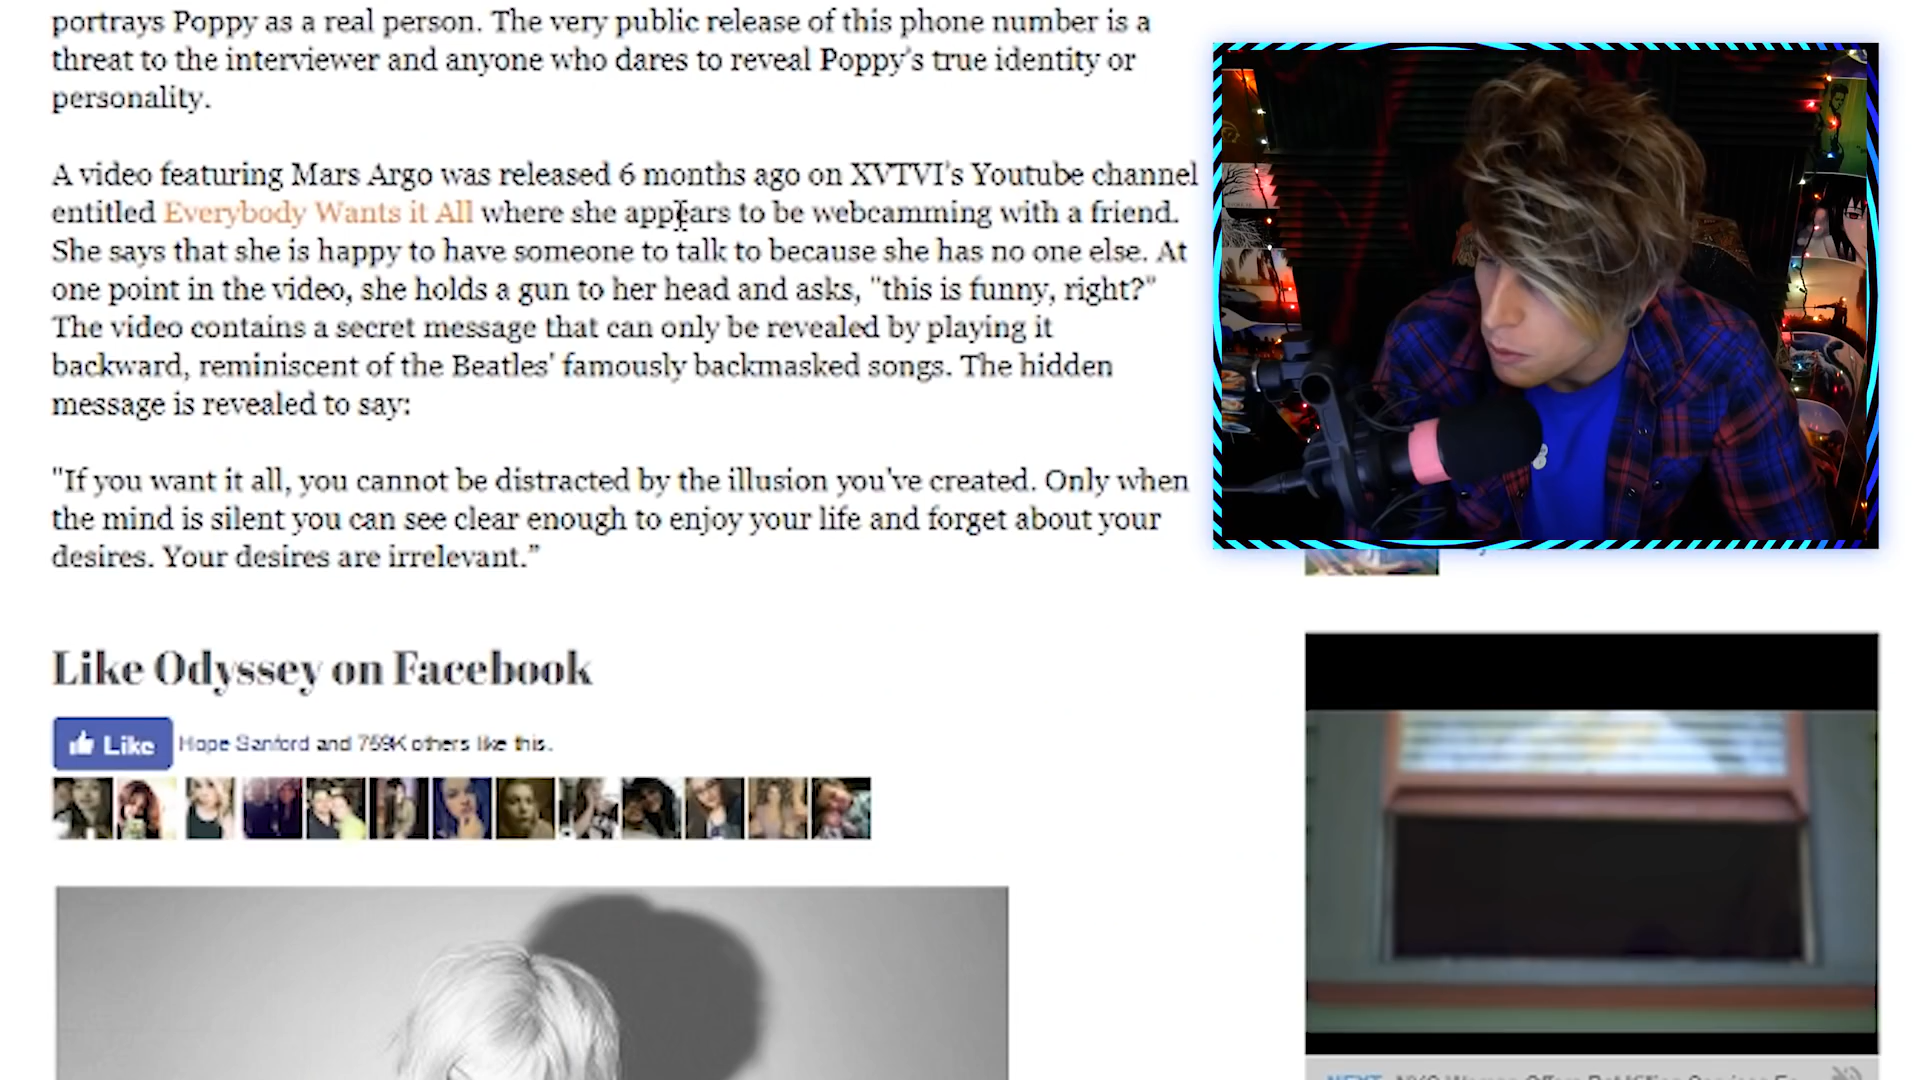 portrays Poppy as a real person. The very public release of this phone number is a
threat to the interviewer and anyone who dares to reveal Poppy's true identity or
personality.
A video featuring Mars Argo was released 6 months ago on XVTVI's Youtube channel
entitled Everybody Wants it All where she appears to be webcamming with a friend.
She says that she is happy to have someone to talk to because she has no one else. At
one point in the video, she holds a gun to her head and asks, "this is funny, right?"
The video contains a secret message that can only be revealed by playing it
backward, reminiscent of the Beatles' famously backmasked songs. The hidden
message is revealed to say:
"If you want it all, you cannot be distracted by the illusion you've created. Only when
the mind is silent you can see clear enough to enjoy your life and forget about your
desires. Your desires are irrelevant.”
Like Odyssey on Facebook
Like Hope Sanford and 759K others like this.
NEXT